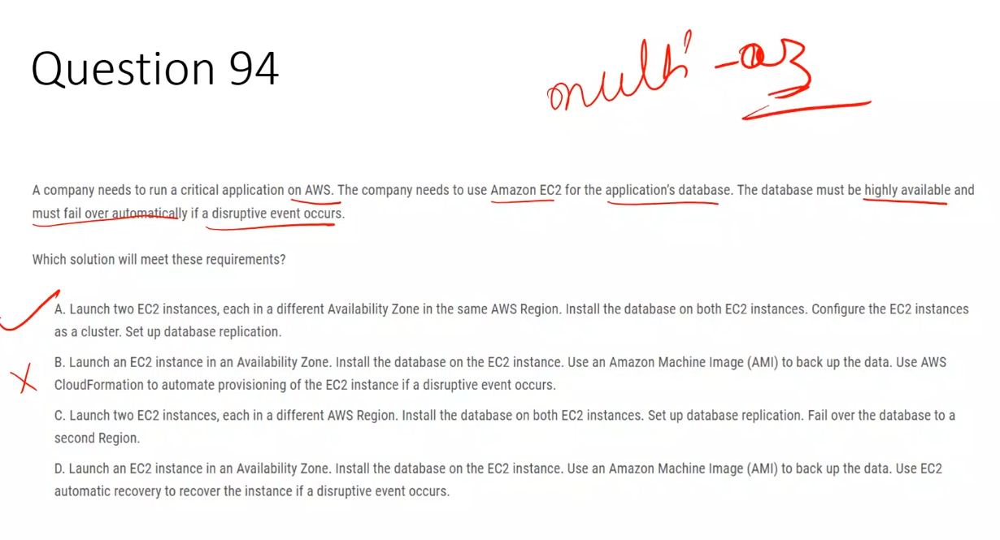 Question 94
multi-az
A company needs to run a critical application on AWS. The company needs to use Amazon EC2 for the application's database. The database must be highly available and
must fail over automatically if a disruptive event occurs.
Which solution will meet these requirements?
A. Launch two EC2 instances, each in a different Availability Zone in the same AWS Region. Install the database on both EC2 instances. Configure the EC2 instances
as a cluster. Set up database replication.
B. Launch an EC2 instance in an Availability Zone. Install the database on the EC2 instance. Use an Amazon Machine Image (AMI) to back up the data. Use AWS
CloudFormation to automate provisioning of the EC2 instance if a disruptive event occurs.
C. Launch two EC2 instances, each in a different AWS Region. Install the database on both EC2 instances. Set up database replication. Fail over the database to a
second Region.
D. Launch an EC2 instance in an Availability Zone. Install the database on the EC2 instance. Use an Amazon Machine Image (AMI) to back up the data. Use EC2
automatic recovery to recover the instance if a disruptive event occurs.